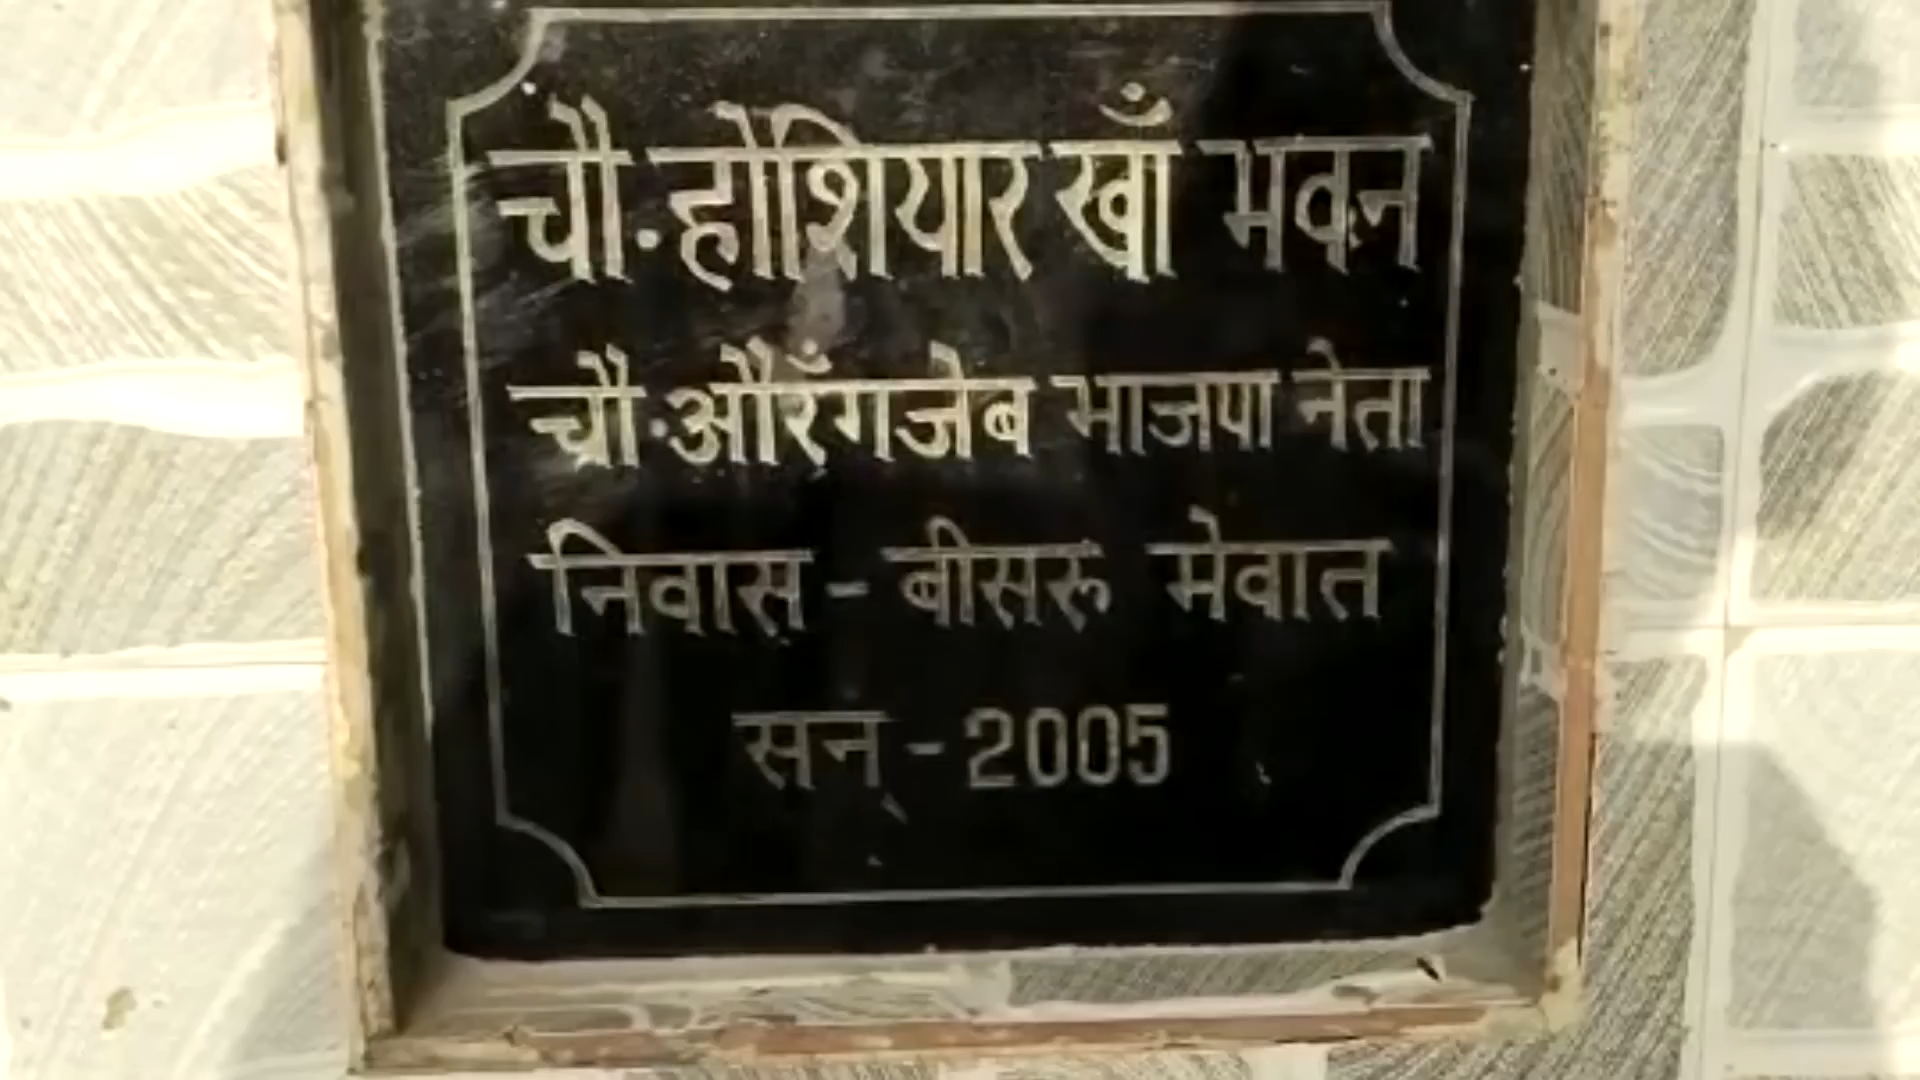 चौ. होशियार खाँ भवन
चौ. औरँगजेब भाजपा नेता
निवास - बीसरू मेवात
सन् - 2005